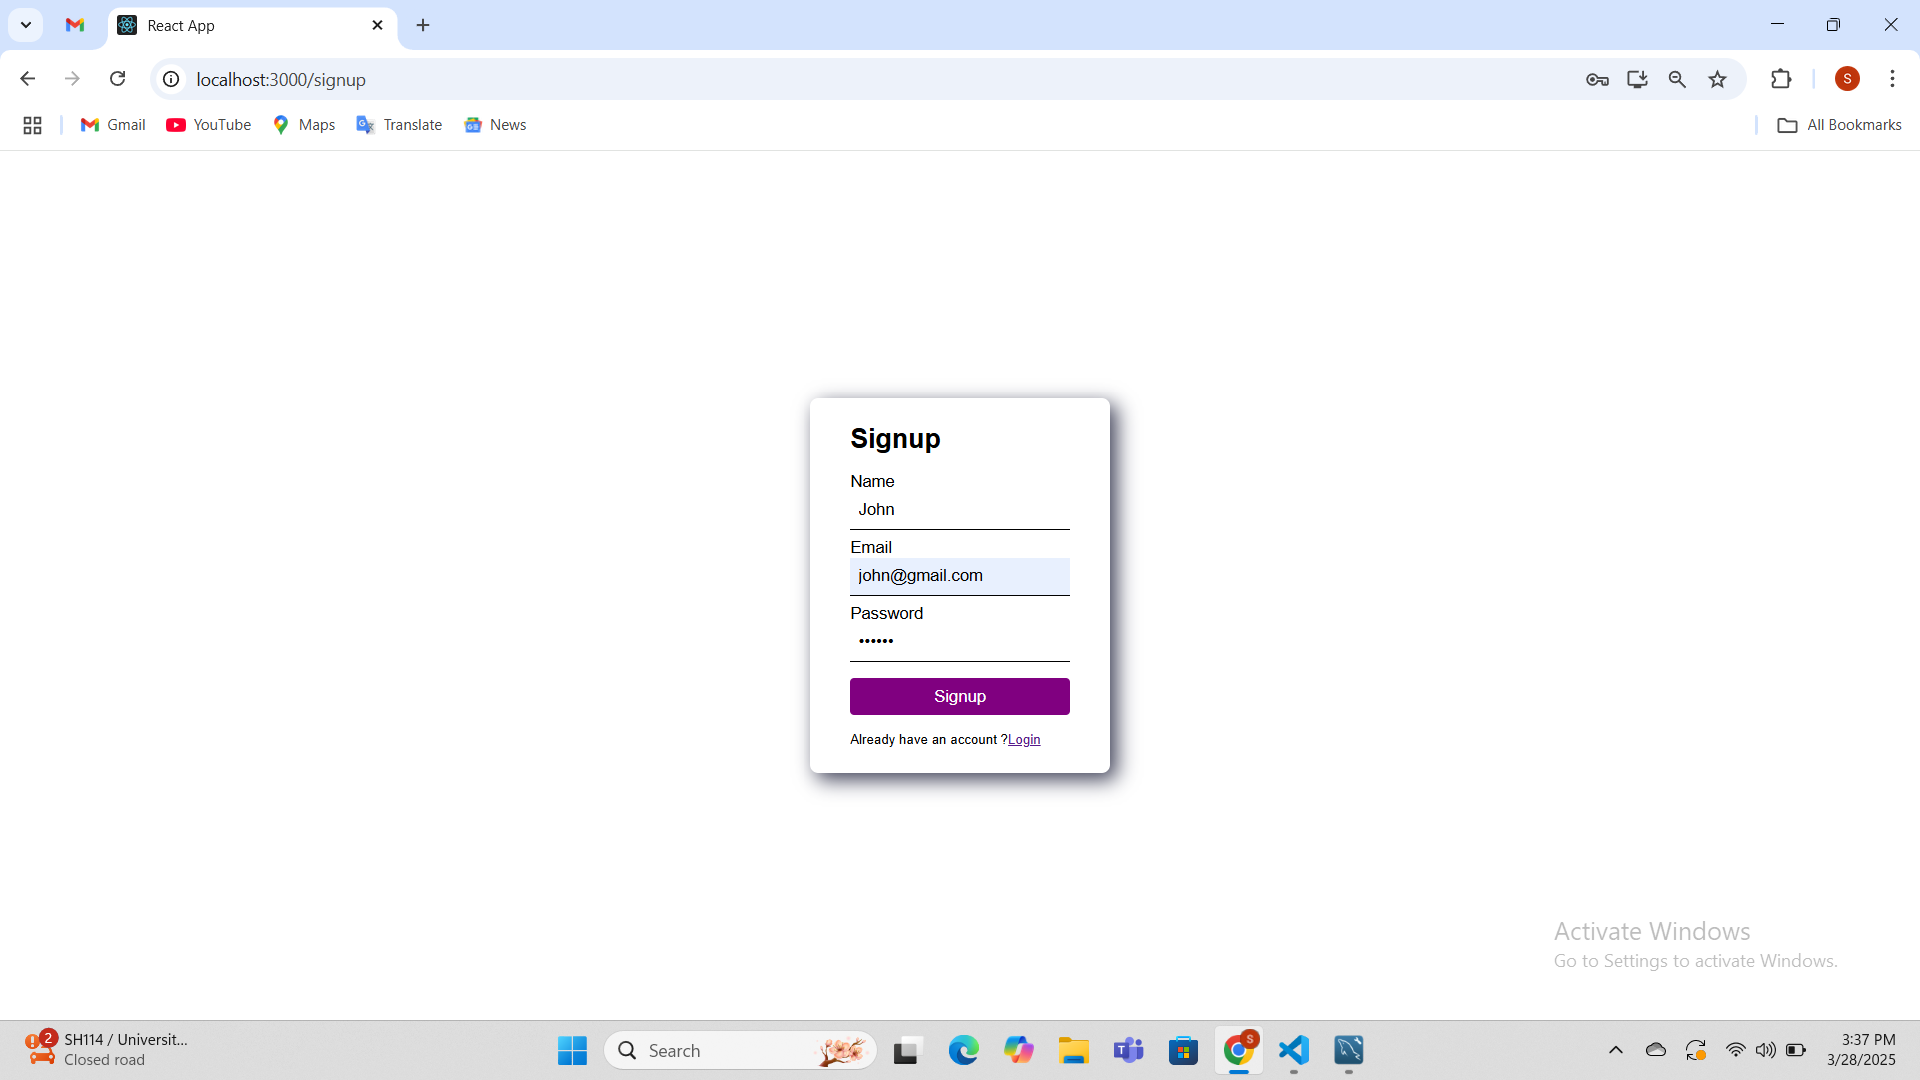 React App
localhost:3000/signup
S
Gmail
YouTube
Maps
Translate
News
All Bookmarks
Signup
Name
John
Email
john@gmail.com
Password
••••••
Signup
Already have an account ?Login
Activate Windows
Go to Settings to activate Windows.
2
SH114 / Universit...
Closed road
Search
S
3:37 PM
3/28/2025